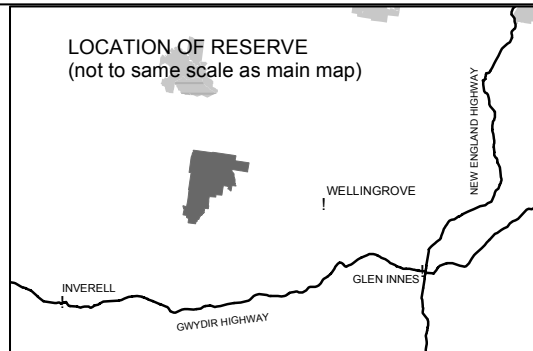 LOCATION OF RESERVE
(not to same scale as main map)
NEW ENGLAND HIGHWAY
WELLINGROVE
GLEN INNES
INVERELL
GWYDIR HIGHWAY